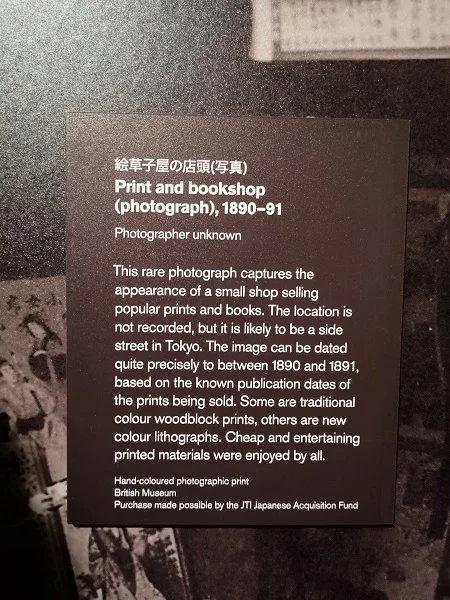 絵草子屋の店頭(写真)
Print and bookshop
(photograph), 1890–91
Photographer unknown
This rare photograph captures the
appearance of a small shop selling
popular prints and books. The location is
not recorded, but it is likely to be a side
street in Tokyo. The image can be dated
quite precisely to between 1890 and 1891,
based on the known publication dates of
the prints being sold. Some are traditional
colour woodblock prints, others are new
colour lithographs. Cheap and entertaining
printed materials were enjoyed by all.
Hand-coloured photographic print
British Museum
Purchase made possible by the JTI Japanese Acquisition Fund